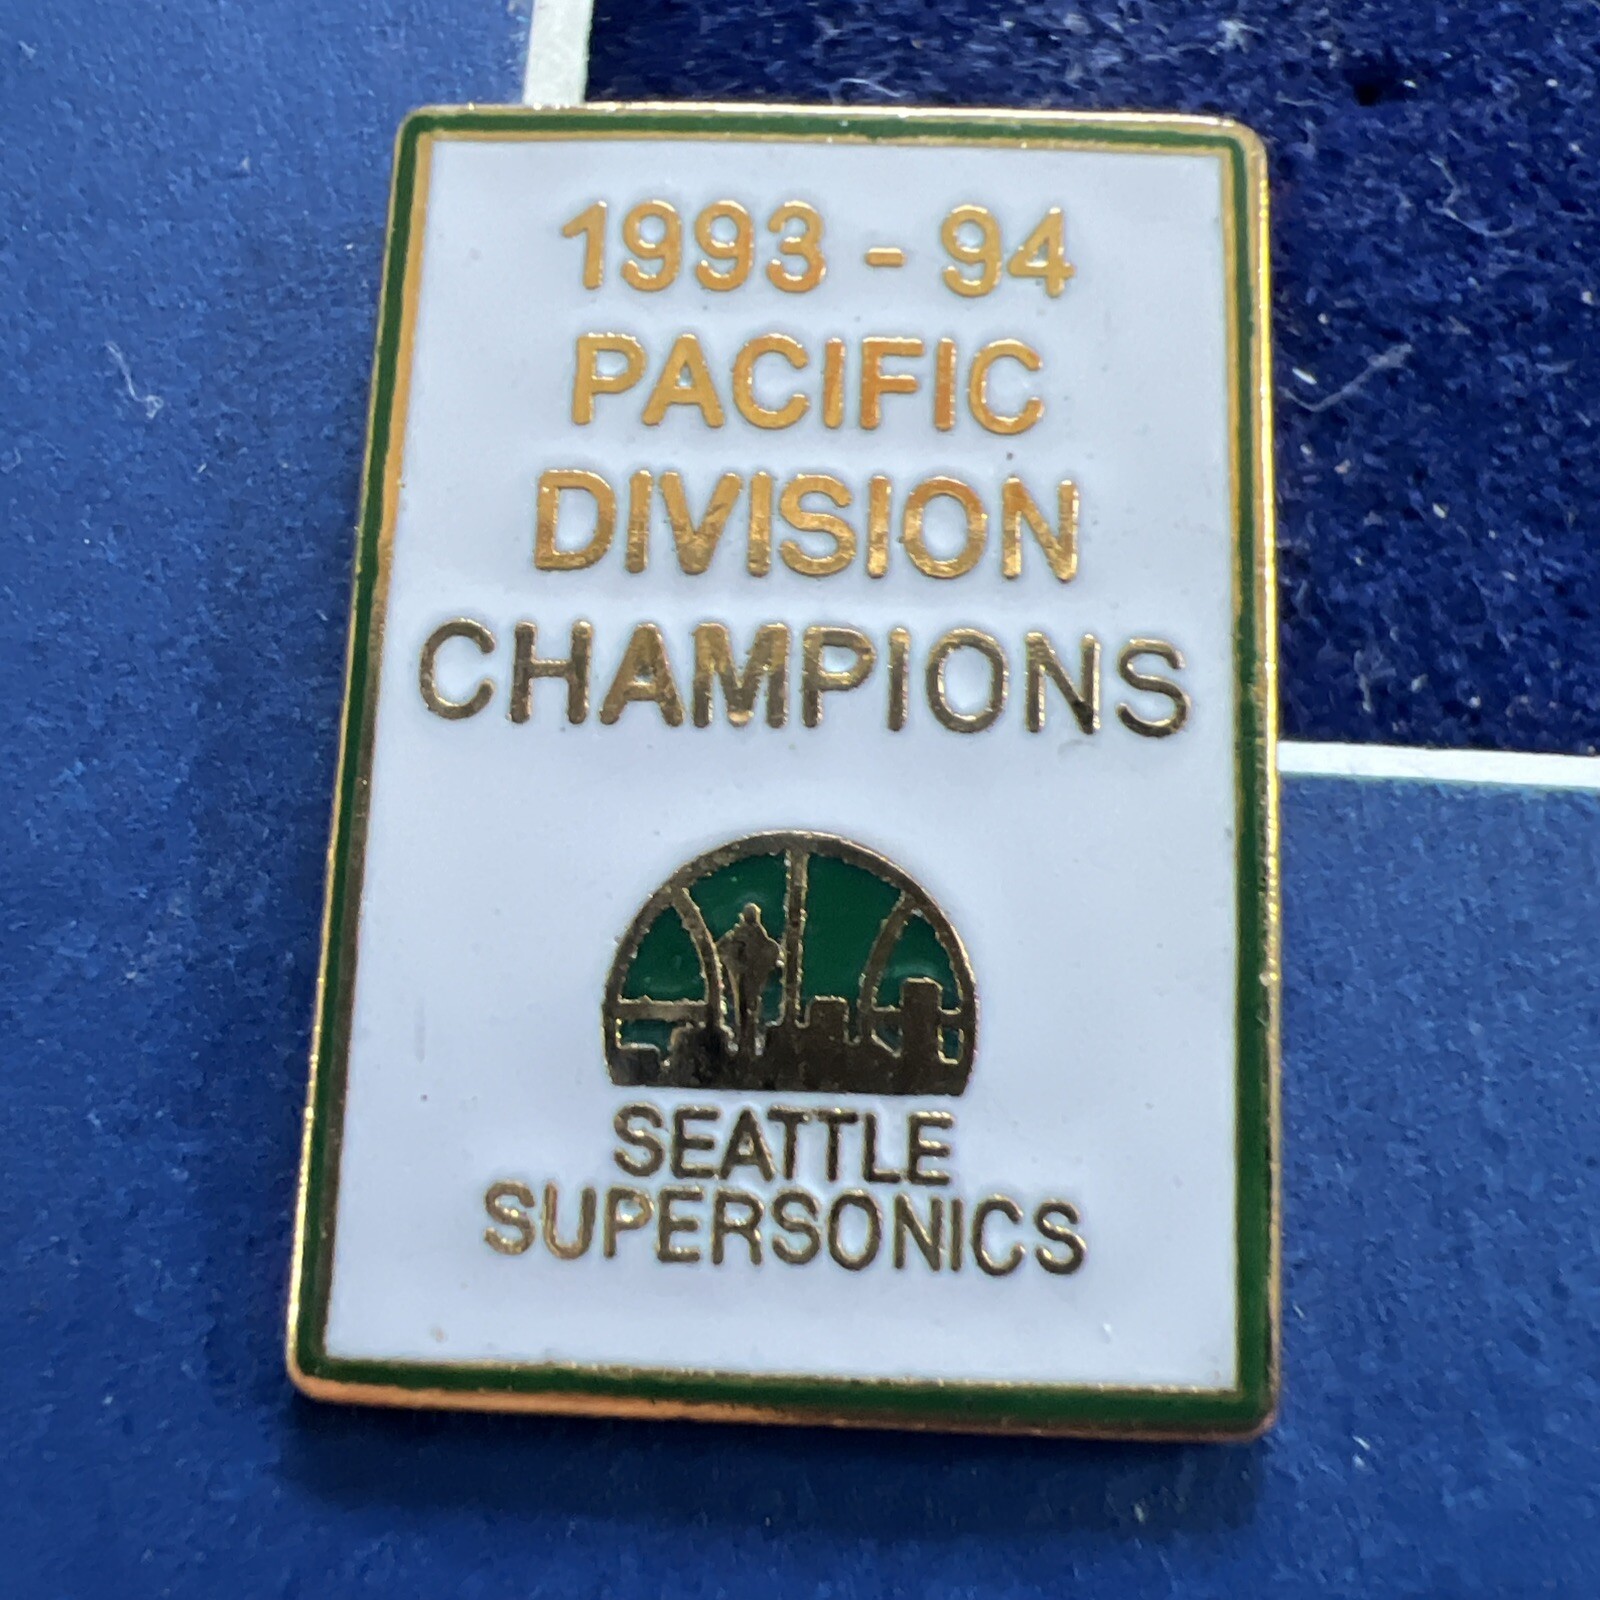 1993 - 94
PACIFIC
DIVISION
CHAMPIONS
SEATTLE
SUPERSONICS